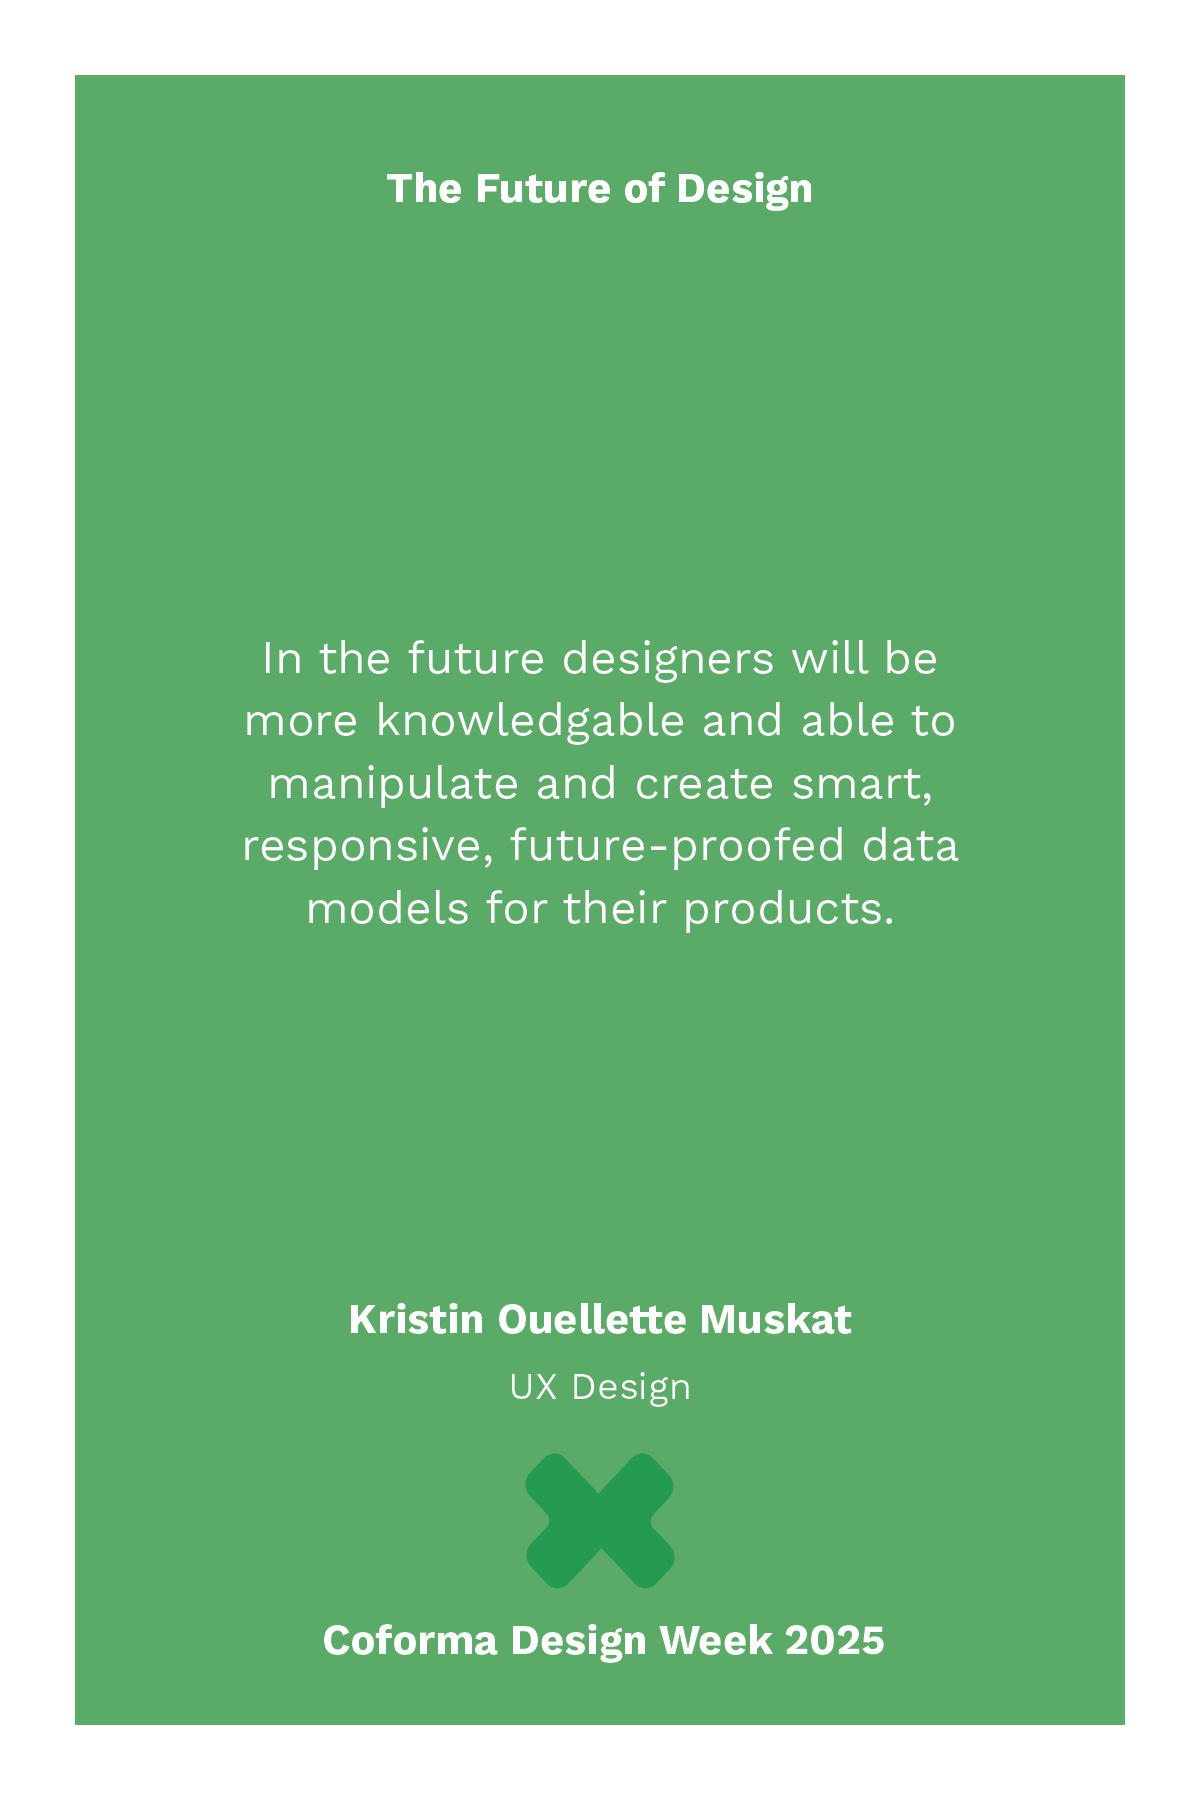 The Future of Design
In the future designers will be
more knowledgable and able to
manipulate and create smart,
responsive, future-proofed data
models for their products.
Kristin Ouellette Muskat
UX Design
Coforma Design Week 2025